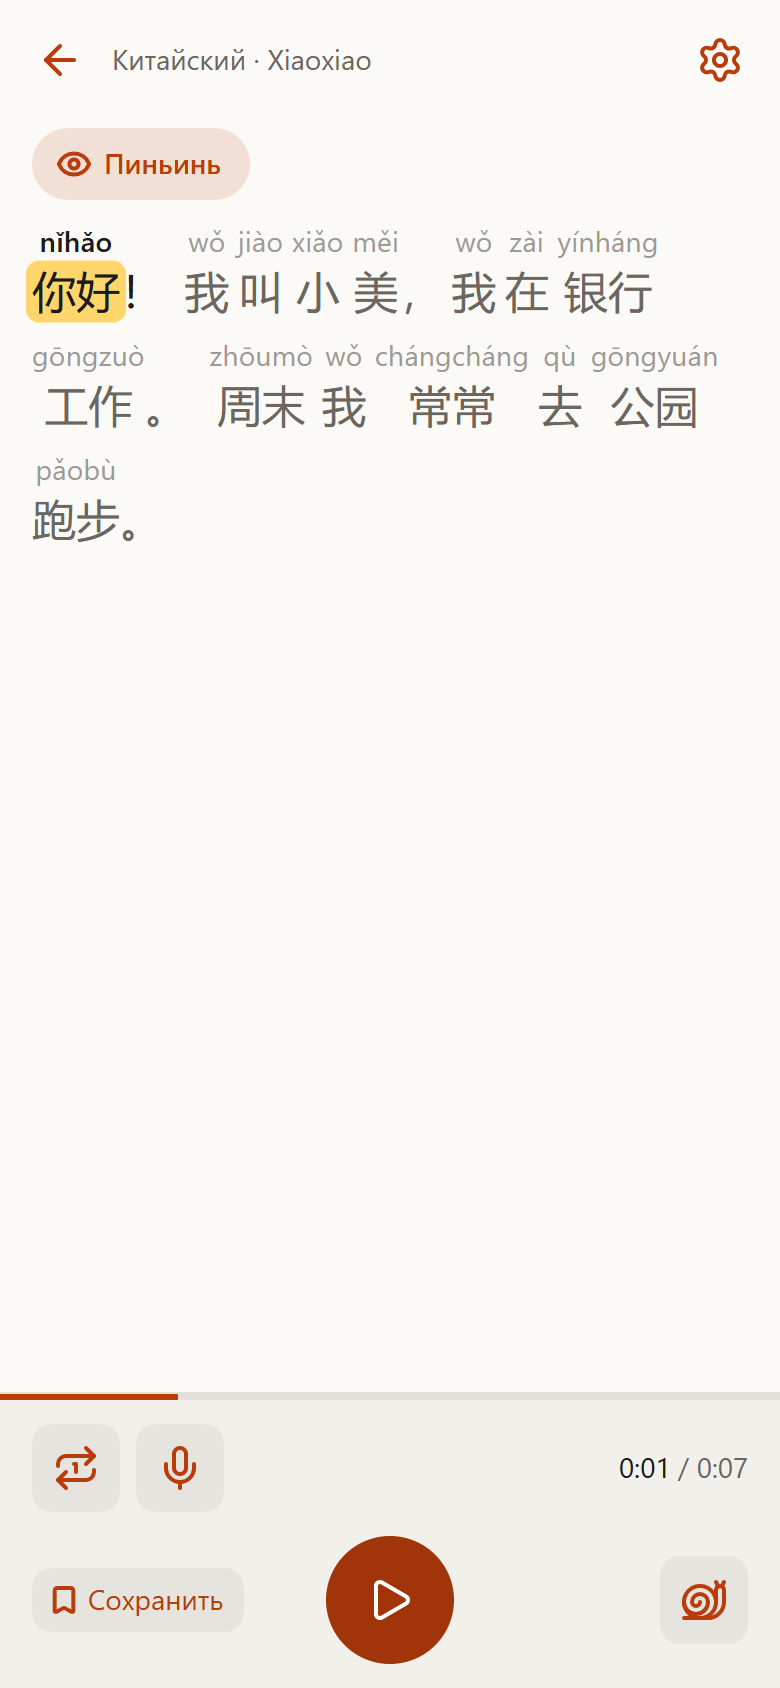 Китайский · Xiaoxiao
Пиньинь
nǐhǎo wǒ jiào xiǎo měi wǒ zài yínháng
你好！ 我叫小美，我在银行
gōngzuò zhōumò wǒ chángcháng qù gōngyuán
工作。 周末我常常去公园
pǎobù
跑步。
0:01 / 0:07
Сохранить